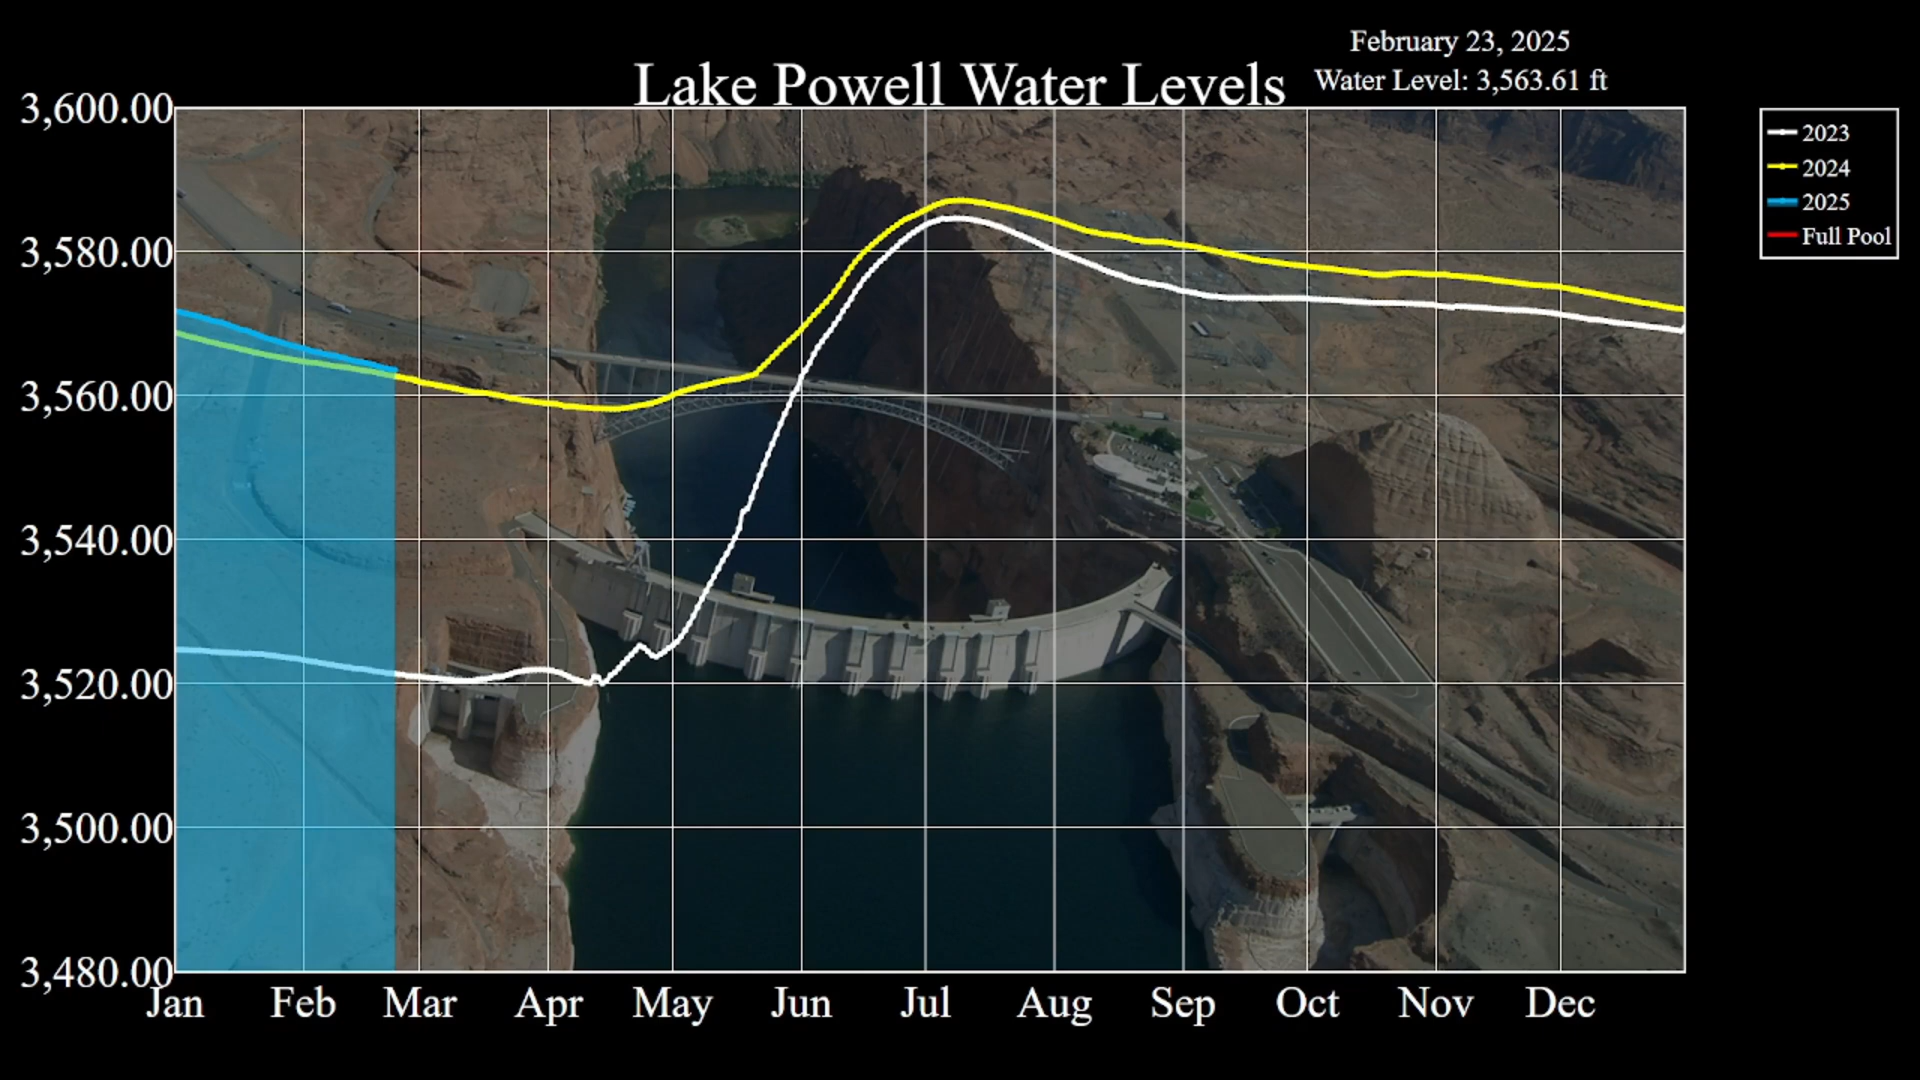 February 23, 2025
Lake Powell Water Levels
Water Level: 3,563.61 ft
3,600.00
3,580.00
3,560.00
3,540.00
3,520.00
3,500.00
3,480.00
Jan Feb Mar Apr May Jun Jul Aug Sep Oct Nov Dec
2023
2024
2025
Full Pool